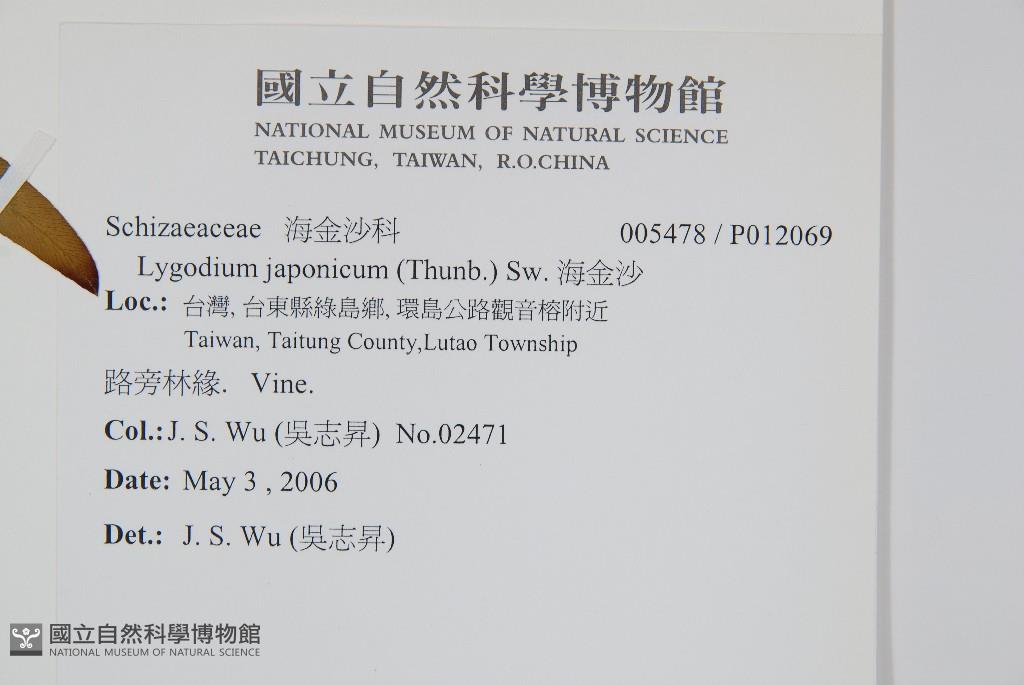 國立自然科學博物館
NATIONAL MUSEUM OF NATURAL SCIENCE
TAICHUNG, TAIWAN, R.O.CHINA
Schizaeaceae 海金沙科 005478 / P012069
Lygodium japonicum (Thunb.) Sw. 海金沙
Loc.: 台灣, 台東縣綠島鄉, 環島公路觀音榕附近
Taiwan, Taitung County,Lutao Township
路旁林緣. Vine.
Col.: J. S. Wu (吳志昇) No.02471
Date: May 3 , 2006
Det.: J. S. Wu (吳志昇)
國立自然科學博物館
NATIONAL MUSEUM OF NATURAL SCIENCE